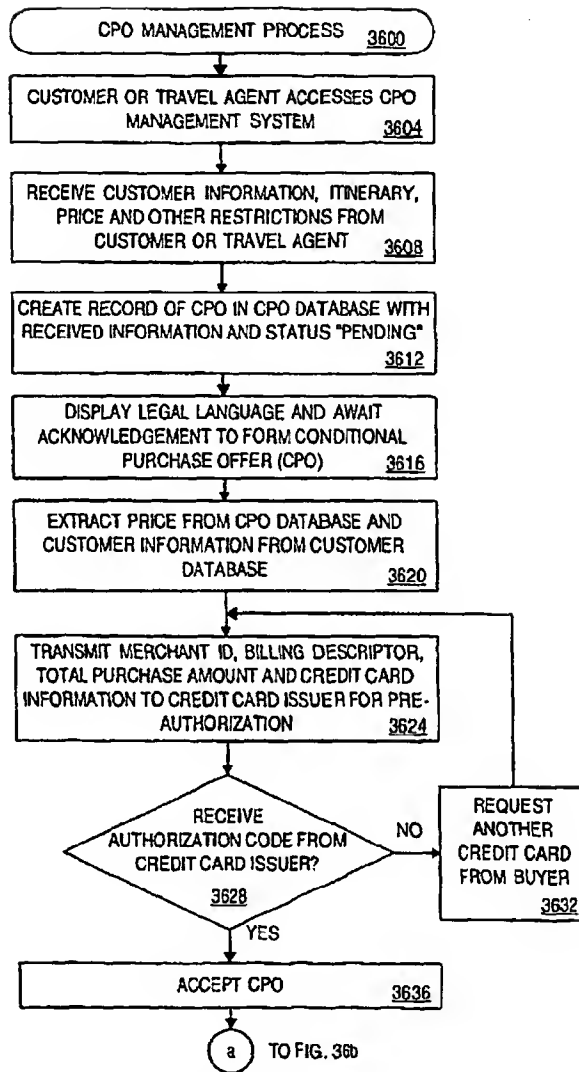 CPO MANAGEMENT PROCESS
3600
CUSTOMER OR TRAVEL AGENT ACCESSES CPO
MANAGEMENT SYSTEM
3604
RECEIVE CUSTOMER INFORMATION, ITINERARY,
PRICE AND OTHER RESTRICTIONS FROM
CUSTOMER OR TRAVEL AGENT
3608
CREATE RECORD OF CPO IN CPO DATABASE WITH
RECEIVED INFORMATION AND STATUS "PENDING"
3612
DISPLAY LEGAL LANGUAGE AND AWAIT
ACKNOWLEDGEMENT TO FORM CONDITIONAL
PURCHASE OFFER (CPO)
3616
EXTRACT PRICE FROM CPO DATABASE AND
CUSTOMER INFORMATION FROM CUSTOMER
DATABASE
3620
TRANSMIT MERCHANT ID, BILLING DESCRIPTOR,
TOTAL PURCHASE AMOUNT AND CREDIT CARD
INFORMATION TO CREDIT CARD ISSUER FOR PRE-
AUTHORIZATION
3624
RECEIVE
AUTHORIZATION CODE FROM
CREDIT CARD ISSUER?
3628
NO
REQUEST
ANOTHER
CREDIT CARD
FROM BUYER
3632
YES
ACCEPT CPO
3636
a TO FIG. 36b